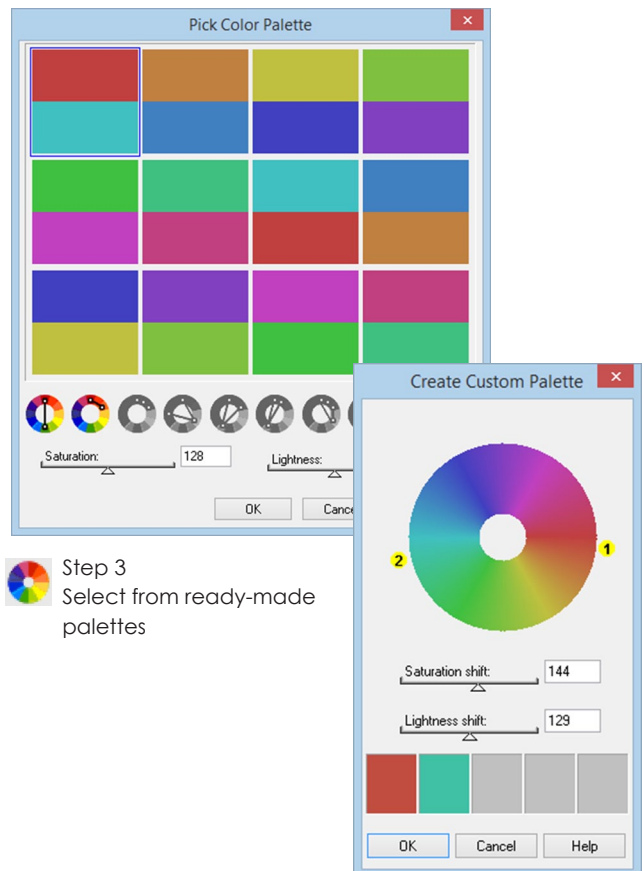 Pick Color Palette
Saturation:
128
Lightness:
OK
Step 3
Select from ready-made
palettes
Create Custom Palette
1
2
Saturation shift:
144
Lightness shift:
129
OK
Cancel
Help